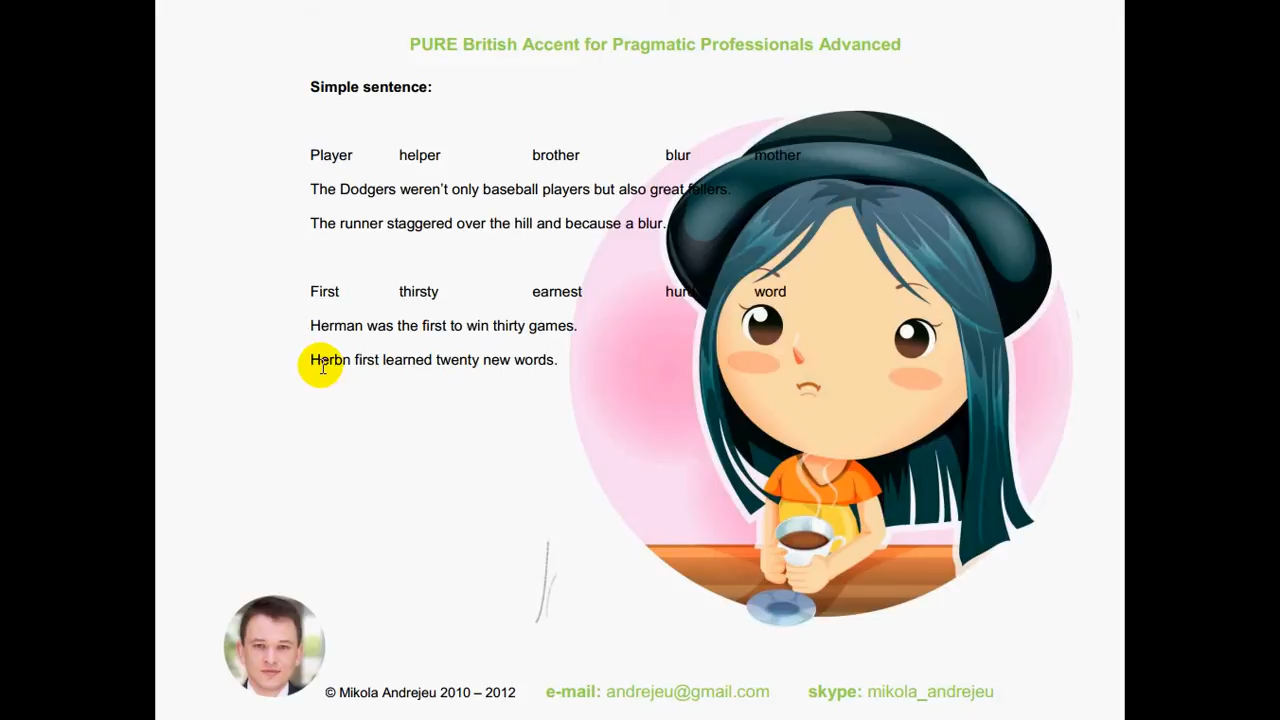 PURE British Accent for Pragmatic Professionals Advanced
Simple sentence:
Player helper brother blur mother
The Dodgers weren't only baseball players but also great fellers.
The runner staggered over the hill and because a blur.
First thirsty earnest word
Herman was the first to win thirty games.
Herbn first learned twenty new words.
© Mikola Andrejeu 2010 – 2012 e-mail: andrejeu@gmail.com skype: mikola_andrejeu